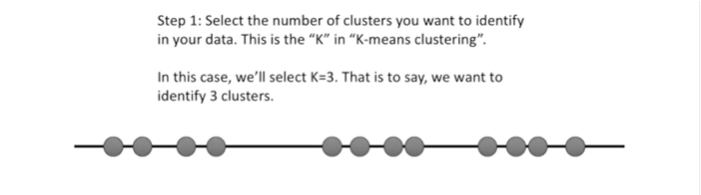 Step 1: Select the number of clusters you want to identify
in your data. This is the “K” in “K-means clustering”.
In this case, we’ll select K=3. That is to say, we want to
identify 3 clusters.